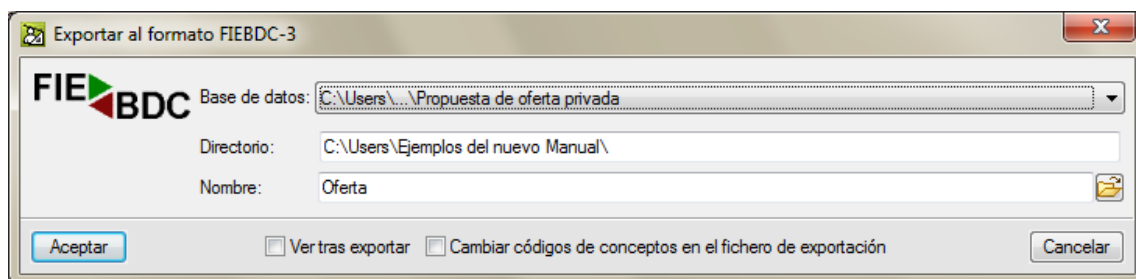 Exportar al formato FIEBDC-3
FIE BDC
Base de datos: C:\Users\...\Propuesta de oferta privada
Directorio: C:\Users\Ejemplos del nuevo Manual\
Nombre: Oferta
Aceptar Ver tras exportar Cambiar códigos de conceptos en el fichero de exportación Cancelar